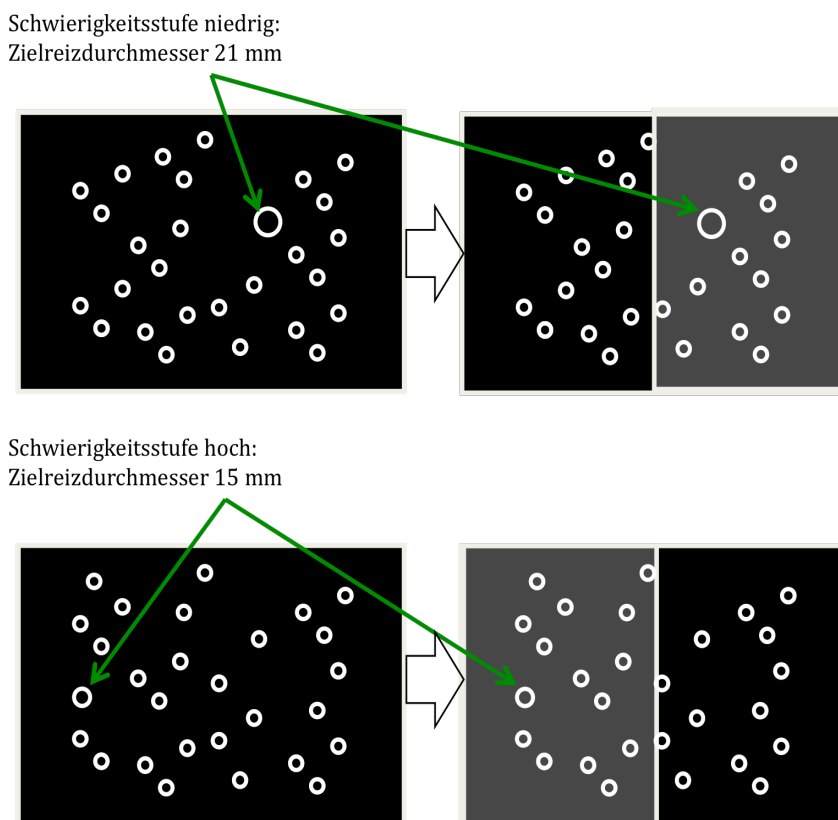 Schwierigkeitsstufe niedrig:
Zielreizdurchmesser 21 mm
Schwierigkeitsstufe hoch:
Zielreizdurchmesser 15 mm